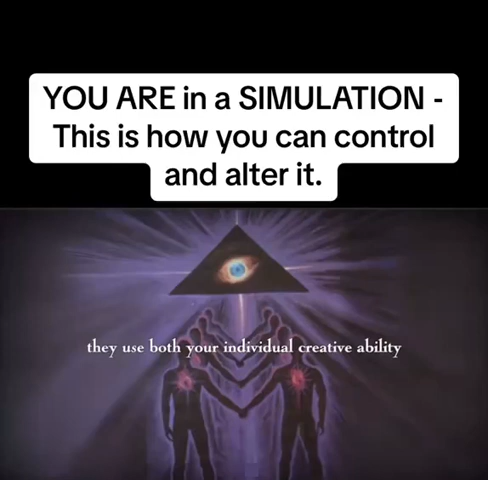 YOU ARE in a SIMULATION -
This is how you can control
and alter it.
they use both your individual creative ability